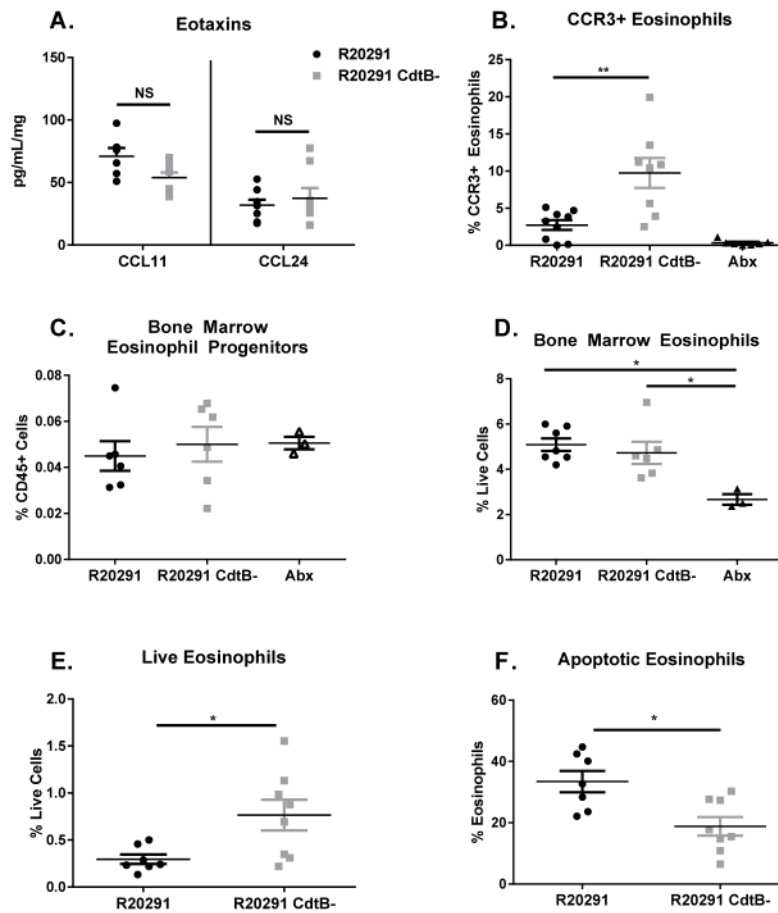 A.
Eotaxins
R20291
R20291 CdtB-
NS
NS
pg/mL/mg
150
100
50
0
CCL11
CCL24
B.
CCR3+ Eosinophils
**
% CCR3+ Eosinophils
25
20
15
10
5
0
R20291
R20291 CdtB-
Abx
C.
Bone Marrow
Eosinophil Progenitors
% CD45+ Cells
0.08
0.06
0.04
0.02
0.00
R20291
R20291 CdtB-
Abx
D.
Bone Marrow Eosinophils
*
*
% Live Cells
8
6
4
2
0
R20291
R20291 CdtB-
Abx
E.
Live Eosinophils
*
% Live Cells
2.0
1.5
1.0
0.5
0.0
R20291
R20291 CdtB-
F.
Apoptotic Eosinophils
*
% Eosinophils
60
40
20
0
R20291
R20291 CdtB-